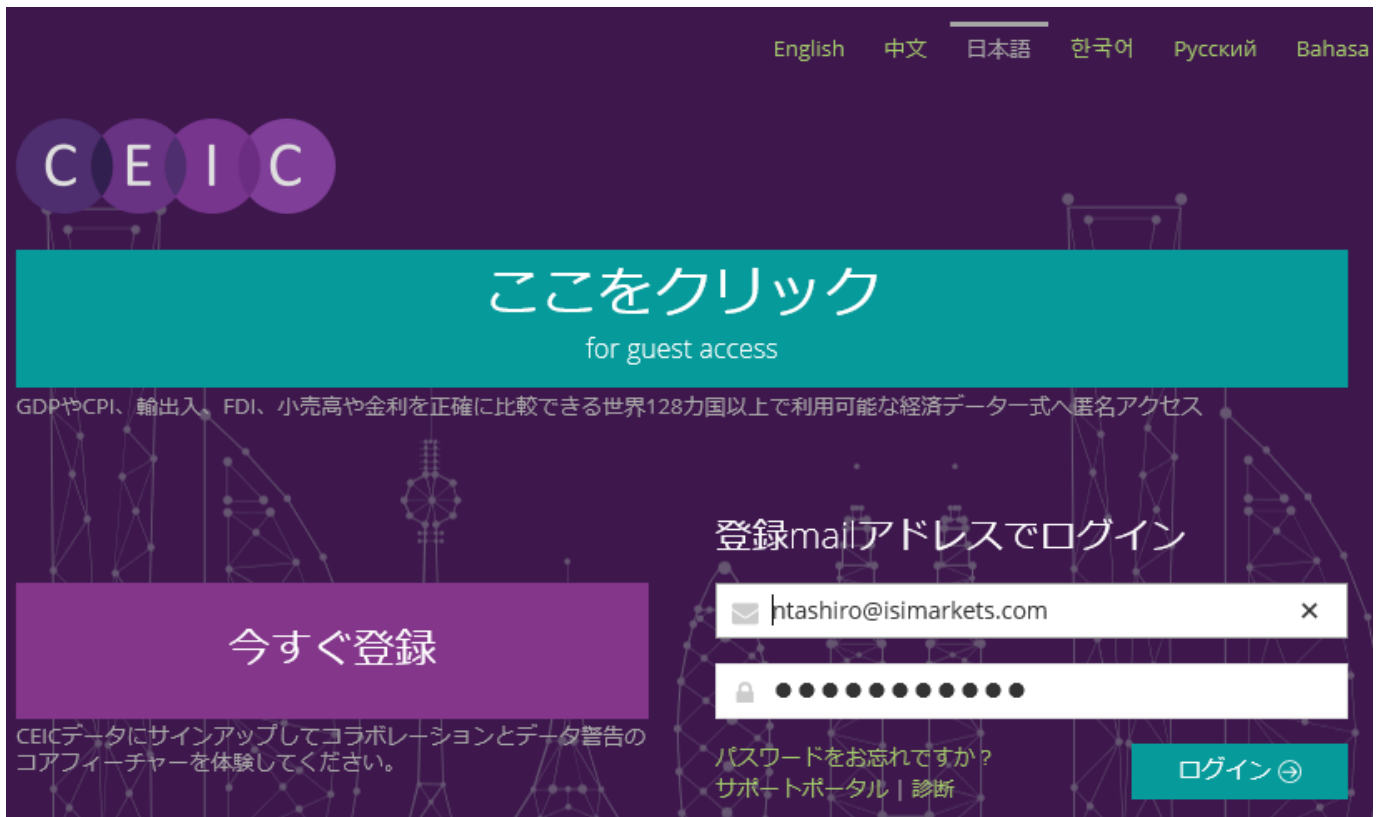 English 中文 日本語 한국어 Русский Bahasa
CEIC
ここをクリック
for guest access
GDPやCPI、輸出入、FDI、小売高や金利を正確に比較できる世界128カ国以上で利用可能な経済データ一式へ匿名アクセス
登録mailアドレスでログイン
ntashiro@isimarkets.com ×
今すぐ登録
CEICデータにサインアップしてコラボレーションとデータ警告の
コアフィーチャーを体験してください。
パスワードをお忘れですか?
サポートポータル | 診断
ログイン